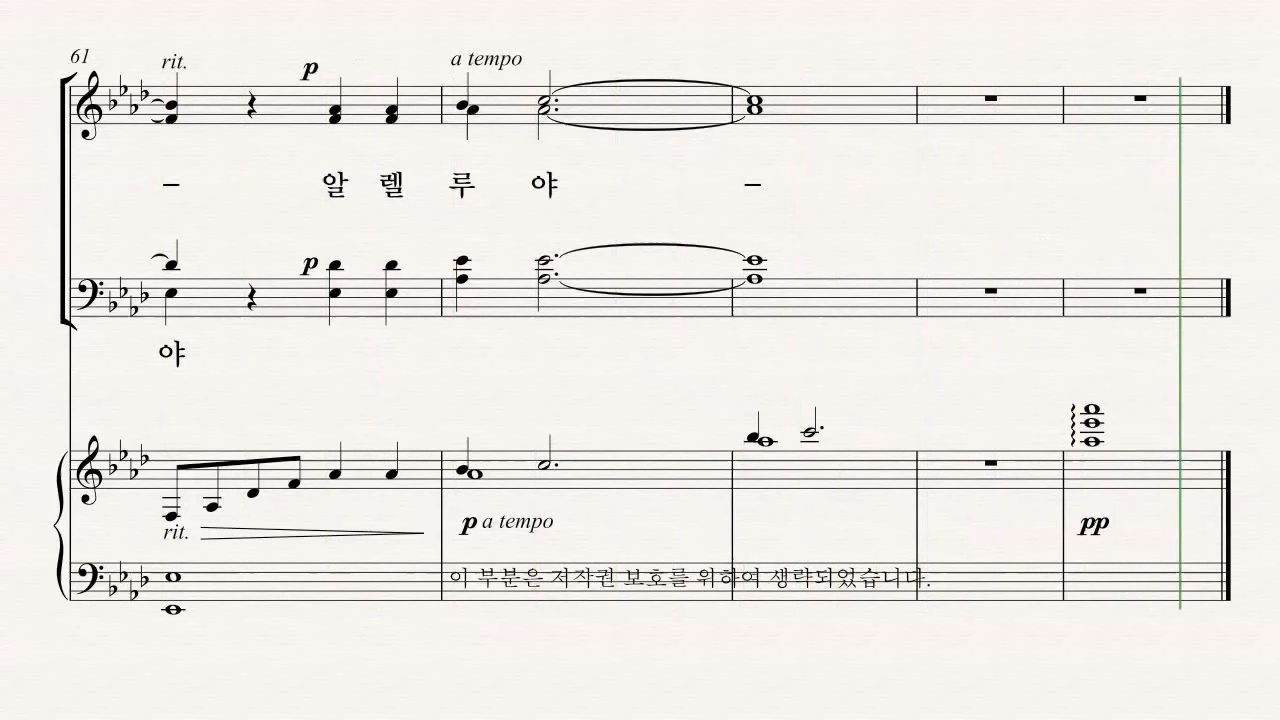 61
rit.
p
a tempo
– 알 렐 루 야 –
p
야
rit.
p a tempo
pp
이 부분은 저작권 보호를 위하여 생략되었습니다.